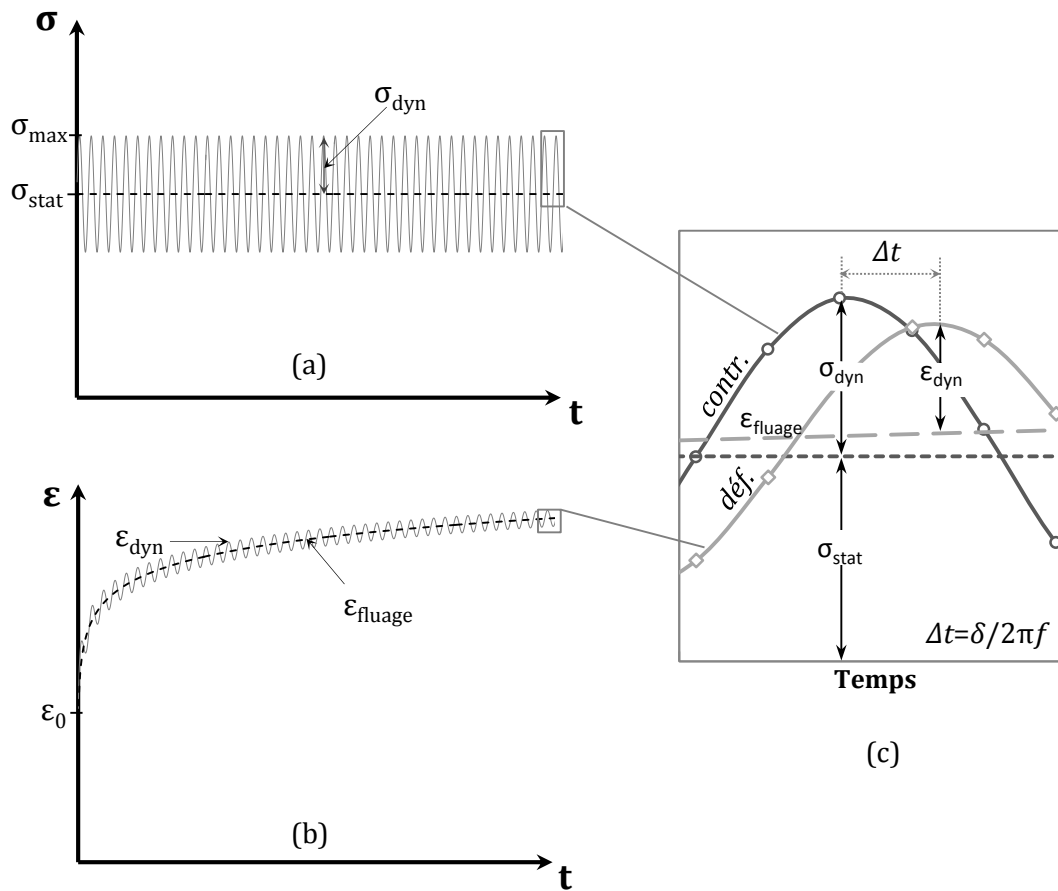 σ
σdyn
σmax
σstat
(a)
t
Δt
contr.
σdyn
εdyn
εfluage
déf.
σstat
Δt=δ/2πf
Temps
(c)
ε
εdyn
εfluage
ε0
(b)
t